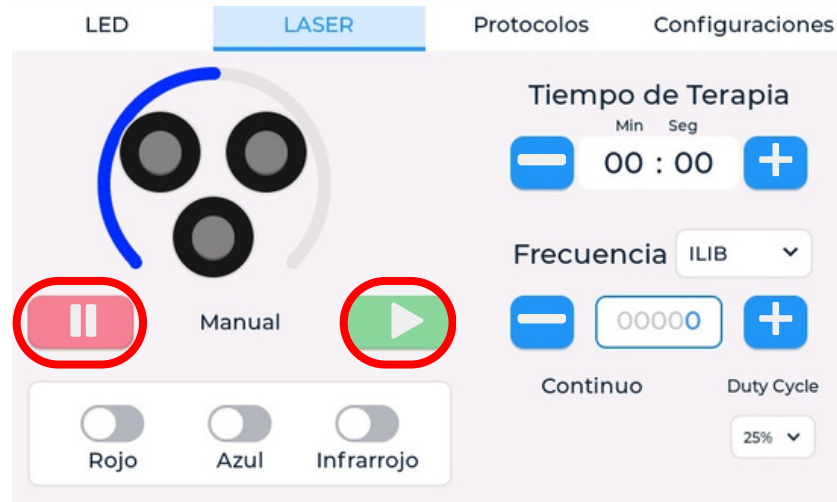 LED LASER Protocolos Configuraciones
Tiempo de Terapia
Min Seg
00 : 00
Frecuencia ILIB
Manual
00000
Continuo Duty Cycle
25%
Rojo Azul Infrarrojo